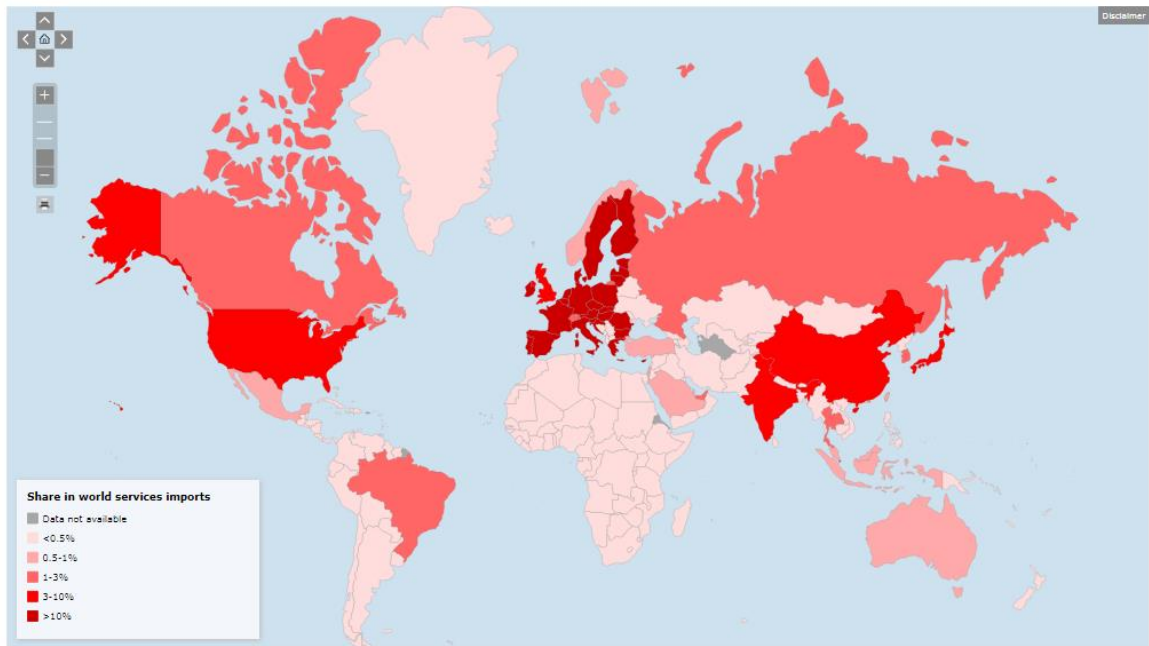 Disclaimer
Share in world services imports
Data not available
<0.5%
0.5-1%
1-3%
3-10%
>10%